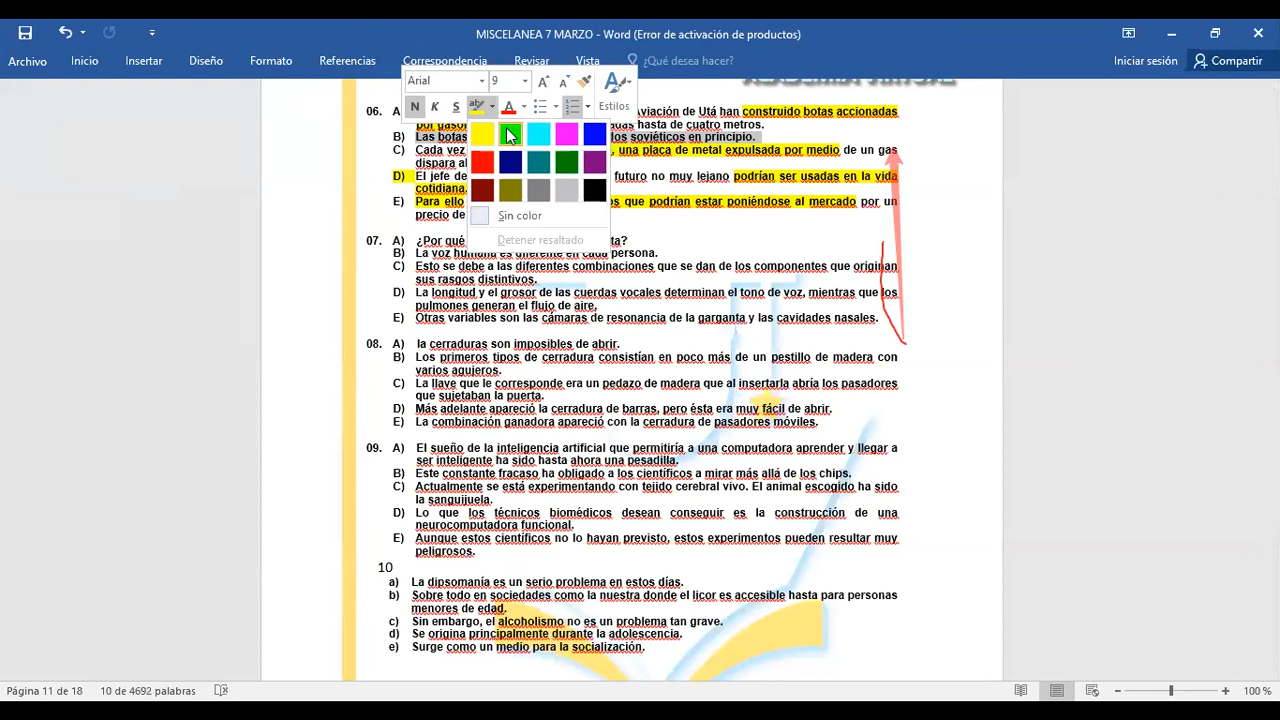 MISCELANEA 7 MARZO - Word (Error de activación de productos)
Archivo Inicio Insertar Diseño Formato Referencias Correspondencia Revisar Vista ¿Qué desea hacer? Iniciar sesión Compartir
Arial 9
N K S Estilos
Sin color
Detener resaltado
06. A viación de Utá han construido botas accionadas
por gaso adas hasta de cuatro metros.
B) Las botas los soviéticos en principio.
C) Cada vez , una placa de metal expulsada por medio de un gas
dispara al
D) El jefe de futuro no muy lejano podrían ser usadas en la vida
cotidiana.
E) Para ello os que podrían estar poniéndose al mercado por un
precio de
07. A) ¿Por qué ta?
B) La voz humana es diferente en cada persona.
C) Esto se debe a las diferentes combinaciones que se dan de los componentes que originan
sus rasgos distintivos.
D) La longitud y el grosor de las cuerdas vocales determinan el tono de voz, mientras que los
pulmones generan el flujo de aire,
E) Otras variables son las cámaras de resonancia de la garganta y las cavidades nasales.
08. A) la cerraduras son imposibles de abrir.
B) Los primeros tipos de cerradura consistían en poco más de un pestillo de madera con
varios agujeros.
C) La llave que le corresponde era un pedazo de madera que al insertarla abría los pasadores
que sujetaban la puerta.
D) Más adelante apareció la cerradura de barras, pero ésta era muy fácil de abrir.
E) La combinación ganadora apareció con la cerradura de pasadores móviles.
09. A) El sueño de la inteligencia artificial que permitiría a una computadora aprender y llegar a
ser inteligente ha sido hasta ahora una pesadilla.
B) Este constante fracaso ha obligado a los científicos a mirar más allá de los chips.
C) Actualmente se está experimentando con tejido cerebral vivo. El animal escogido ha sido
la sanguijuela.
D) Lo que los técnicos biomédicos desean conseguir es la construcción de una
neurocomputadora funcional.
E) Aunque estos científicos no lo hayan previsto, estos experimentos pueden resultar muy
peligrosos.
10
a) La dipsomanía es un serio problema en estos días.
b) Sobre todo en sociedades como la nuestra donde el licor es accesible hasta para personas
menores de edad.
c) Sin embargo, el alcoholismo no es un problema tan grave.
d) Se origina principalmente durante la adolescencia.
e) Surge como un medio para la socialización.
Página 11 de 18 10 de 4692 palabras 100 %